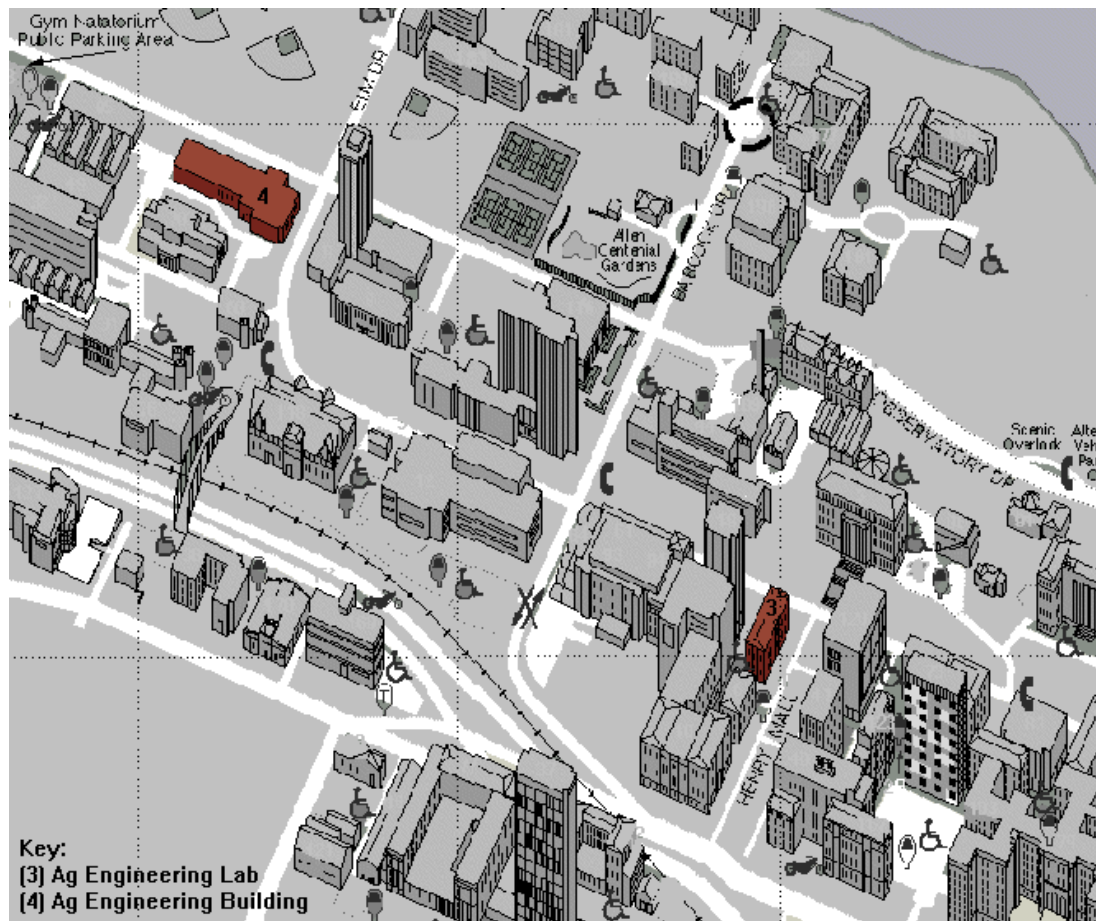 Gym Natatorium
Public Parking Area
ELM DR
4
Allen
Centenial
Gardens
BABCOCK DR
OBSERVATORY DR
Scenic
Overlook
3
HENRY MALL
T
Key:
(3) Ag Engineering Lab
(4) Ag Engineering Building